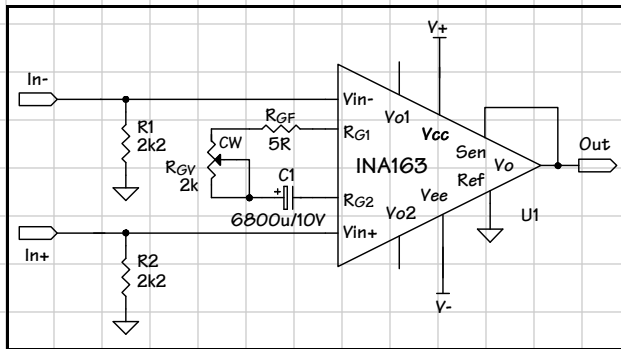 V+
In-
Vin-
Vo1
R1
2k2
RGF
5R
CW
RG1
Vcc
Sen
Out
RGV
2k
INA163
Vo
C1
+
Ref
Vee
6800u/10V
RG2
Vo2
U1
In+
Vin+
R2
2k2
V-